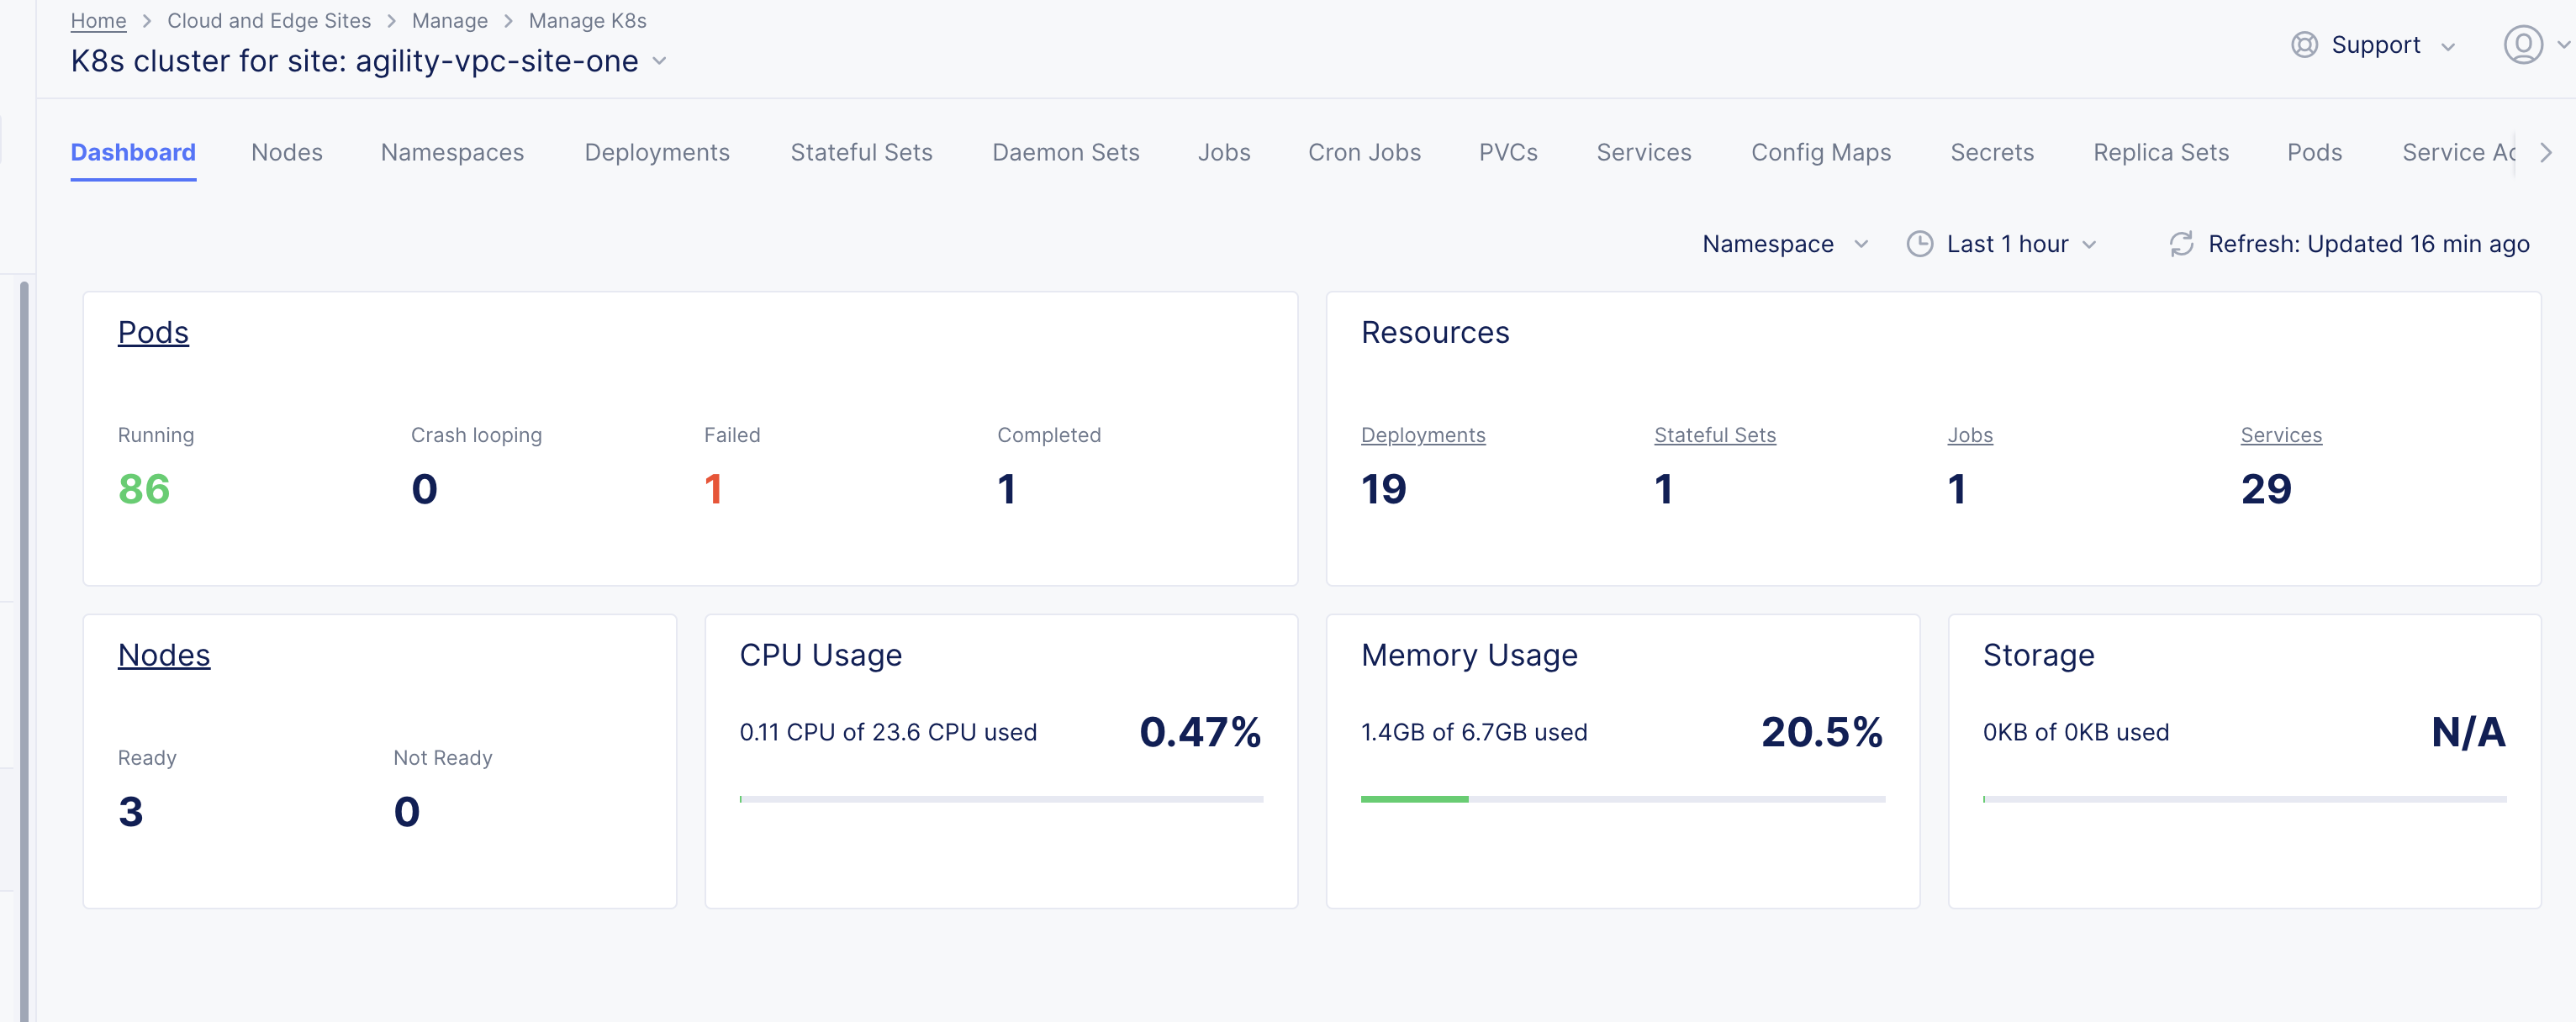 Home > Cloud and Edge Sites > Manage > Manage K8s
K8s cluster for site: agility-vpc-site-one
Support
Dashboard Nodes Namespaces Deployments Stateful Sets Daemon Sets Jobs Cron Jobs PVCs Services Config Maps Secrets Replica Sets Pods Service Ac
Namespace Last 1 hour Refresh: Updated 16 min ago
Pods
Running Crash looping Failed Completed
86 0 1 1
Resources
Deployments Stateful Sets Jobs Services
19 1 1 29
Nodes
Ready Not Ready
3 0
CPU Usage
0.11 CPU of 23.6 CPU used 0.47%
Memory Usage
1.4GB of 6.7GB used 20.5%
Storage
0KB of 0KB used N/A